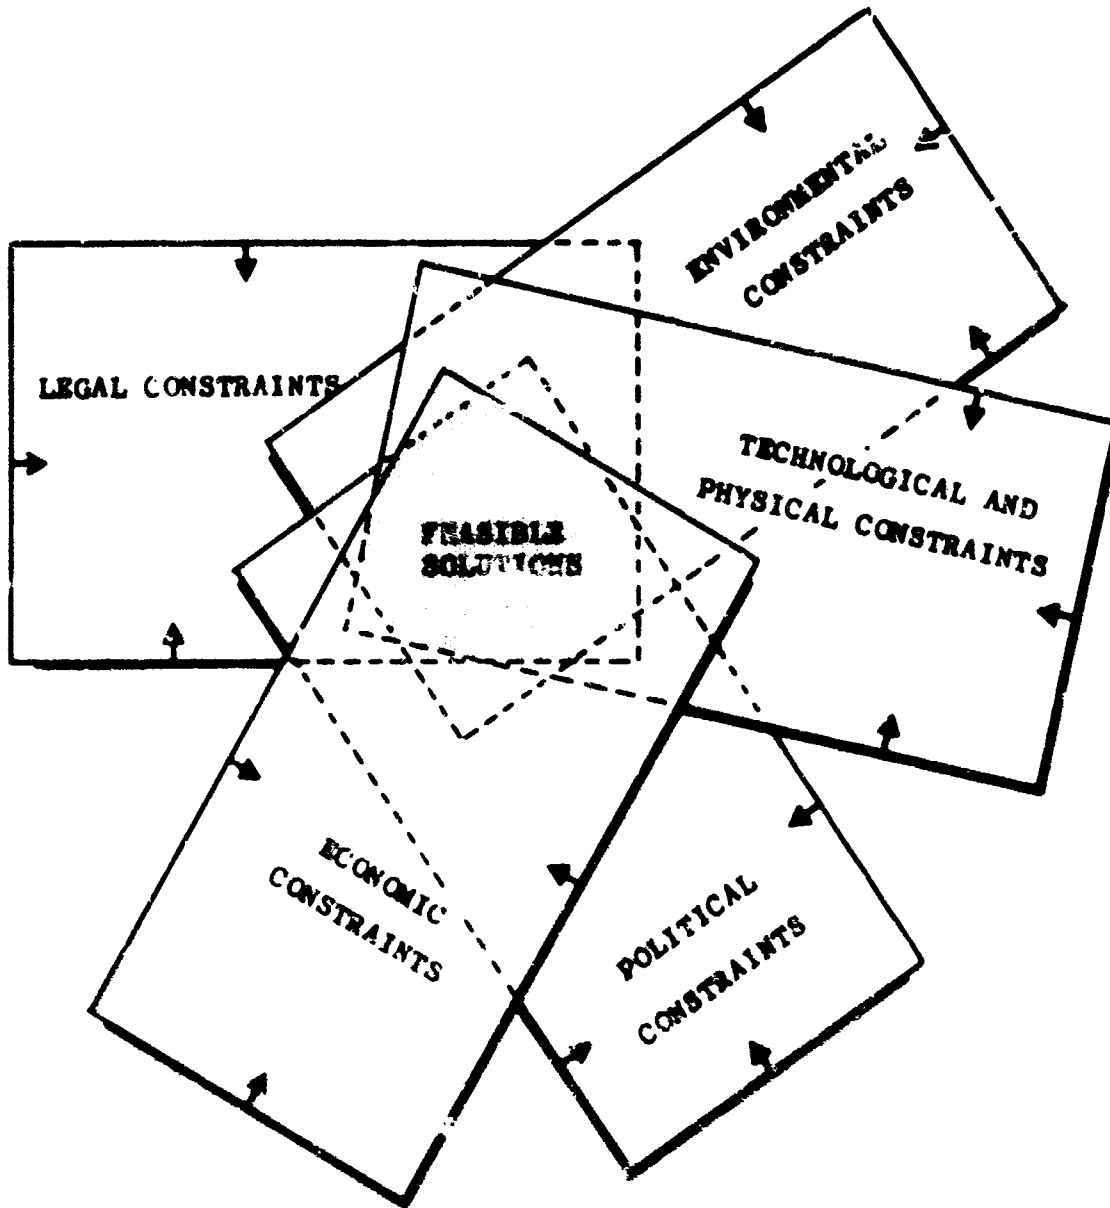 ENVIRONMENTAL
CONSTRAINTS
LEGAL CONSTRAINTS
TECHNOLOGICAL AND
PHYSICAL CONSTRAINTS
FEASIBLE
SOLUTIONS
ECONOMIC
CONSTRAINTS
POLITICAL
CONSTRAINTS